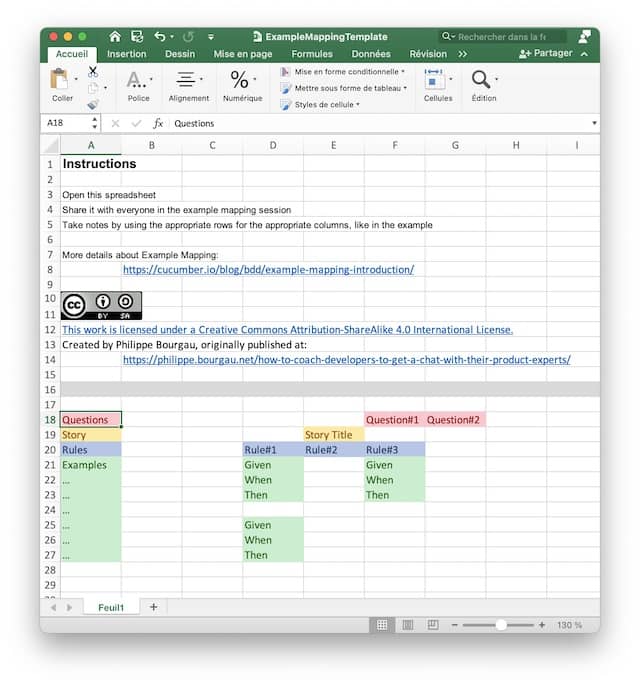 ExampleMappingTemplate
Rechercher dans la fe
Accueil Insertion Dessin Mise en page Formules Données Révision >> Partager
Coller
A...
Police
Alignement
%
Numérique
Mise en forme conditionnelle
Mettre sous forme de tableau
Styles de cellule
Cellules
Édition
A18 fx Questions
A B C D E F G H I
1 Instructions
2
3 Open this spreadsheet
4 Share it with everyone in the example mapping session
5 Take notes by using the appropriate rows for the appropriate columns, like in the example
6
7 More details about Example Mapping:
8 https://cucumber.io/blog/bdd/example-mapping-introduction/
9
10 cc
11 BY SA
12 This work is licensed under a Creative Commons Attribution-ShareAlike 4.0 International License.
13 Created by Philippe Bourgau, originally published at:
14 https://philippe.bourgau.net/how-to-coach-developers-to-get-a-chat-with-their-product-experts/
15
16
17
18 Questions Question#1 Question#2
19 Story Story Title
20 Rules Rule#1 Rule#2 Rule#3
21 Examples Given Given
22 ... When When
23 ... Then Then
24 ...
25 ... Given
26 ... When
27 ... Then
28
29
Feuil1 +
130 %